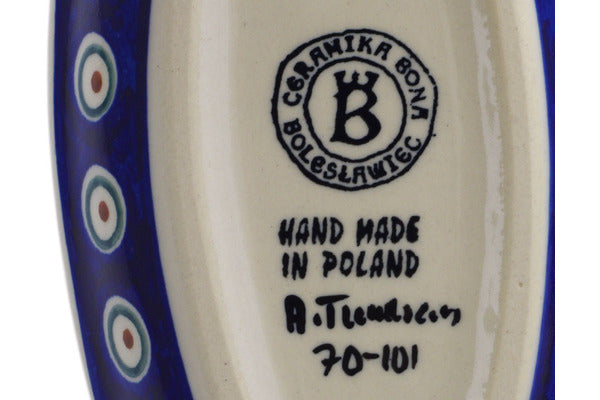 CERAMIKA BONA
B
BOLESŁAWIEC
HAND MADE
IN POLAND
A.
70-101